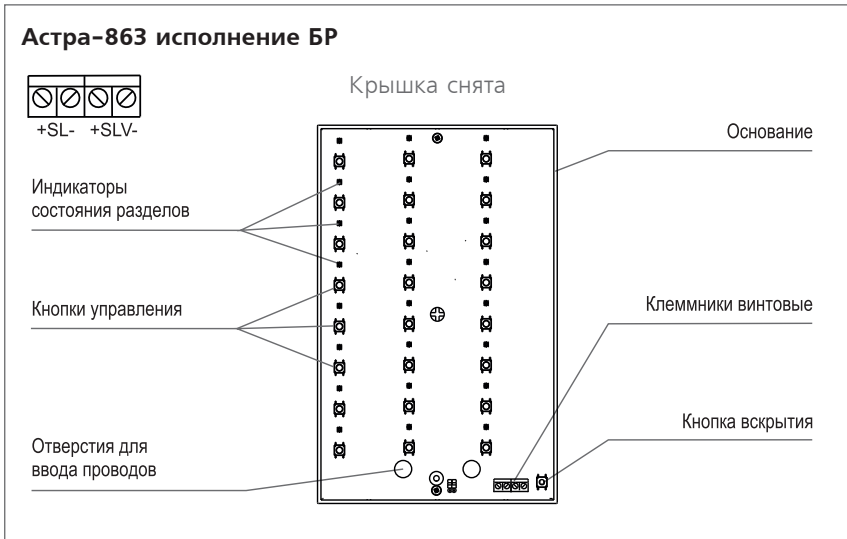 Астра-863 исполнение БР
Крышка снята
+SL- +SLV-
Основание
Индикаторы
состояния разделов
Кнопки управления
Клеммники винтовые
Кнопка вскрытия
Отверстия для
ввода проводов